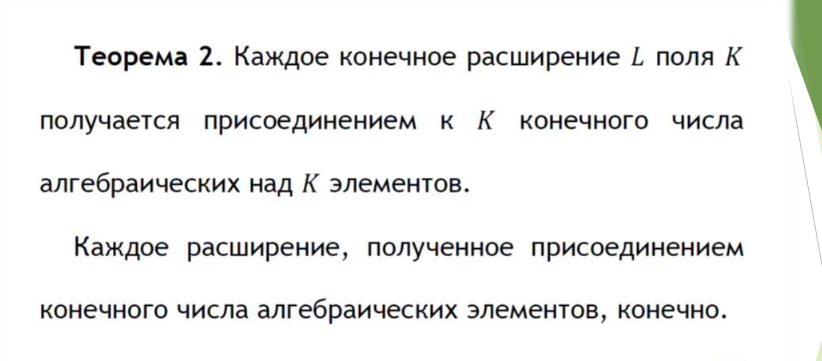 Теорема 2. Каждое конечное расширение L поля K
получается присоединением к K конечного числа
алгебраических над K элементов.
Каждое расширение, полученное присоединением
конечного числа алгебраических элементов, конечно.